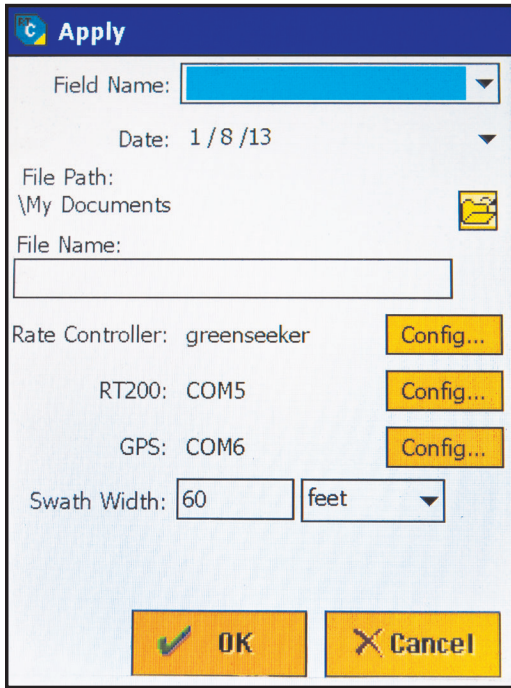 RT
C
Apply
Field Name:
Date: 1/8/13
File Path:
\My Documents
File Name:
Rate Controller: greenseeker Config...
RT200: COM5 Config...
GPS: COM6 Config...
Swath Width: 60 feet
OK Cancel